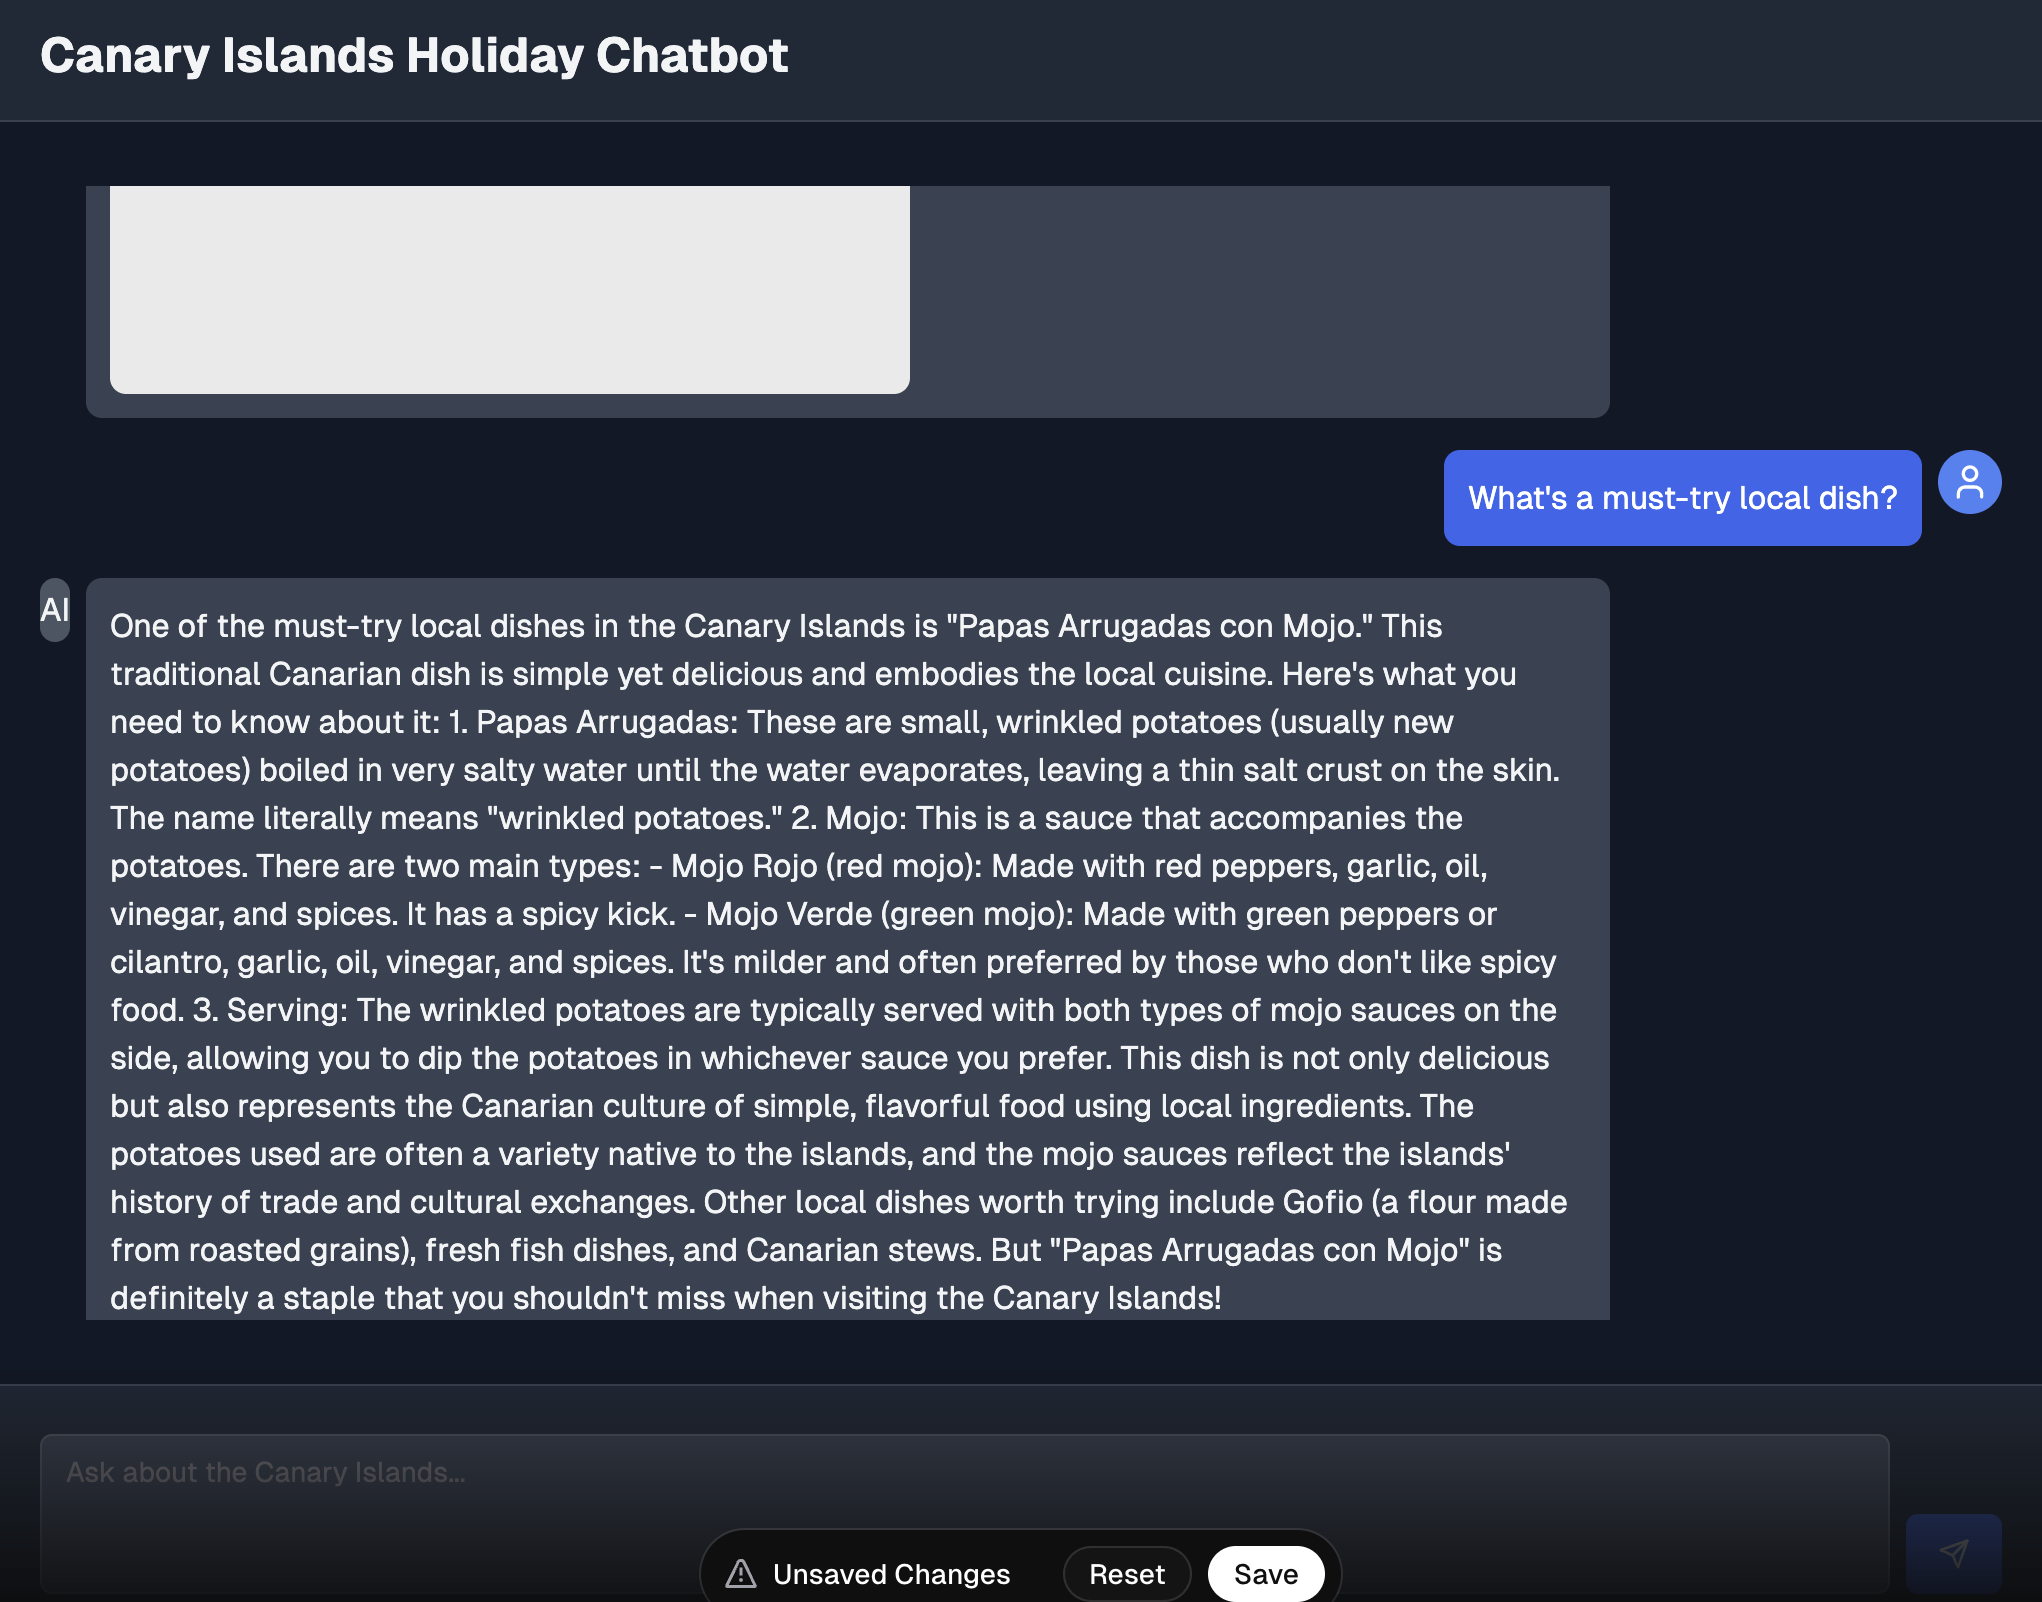 Canary Islands Holiday Chatbot
What's a must-try local dish?
AI
One of the must-try local dishes in the Canary Islands is "Papas Arrugadas con Mojo." This
traditional Canarian dish is simple yet delicious and embodies the local cuisine. Here's what you
need to know about it: 1. Papas Arrugadas: These are small, wrinkled potatoes (usually new
potatoes) boiled in very salty water until the water evaporates, leaving a thin salt crust on the skin.
The name literally means "wrinkled potatoes." 2. Mojo: This is a sauce that accompanies the
potatoes. There are two main types: - Mojo Rojo (red mojo): Made with red peppers, garlic, oil,
vinegar, and spices. It has a spicy kick. - Mojo Verde (green mojo): Made with green peppers or
cilantro, garlic, oil, vinegar, and spices. It's milder and often preferred by those who don't like spicy
food. 3. Serving: The wrinkled potatoes are typically served with both types of mojo sauces on the
side, allowing you to dip the potatoes in whichever sauce you prefer. This dish is not only delicious
but also represents the Canarian culture of simple, flavorful food using local ingredients. The
potatoes used are often a variety native to the islands, and the mojo sauces reflect the islands'
history of trade and cultural exchanges. Other local dishes worth trying include Gofio (a flour made
from roasted grains), fresh fish dishes, and Canarian stews. But "Papas Arrugadas con Mojo" is
definitely a staple that you shouldn't miss when visiting the Canary Islands!
Ask about the Canary Islands...
Unsaved Changes
Reset
Save